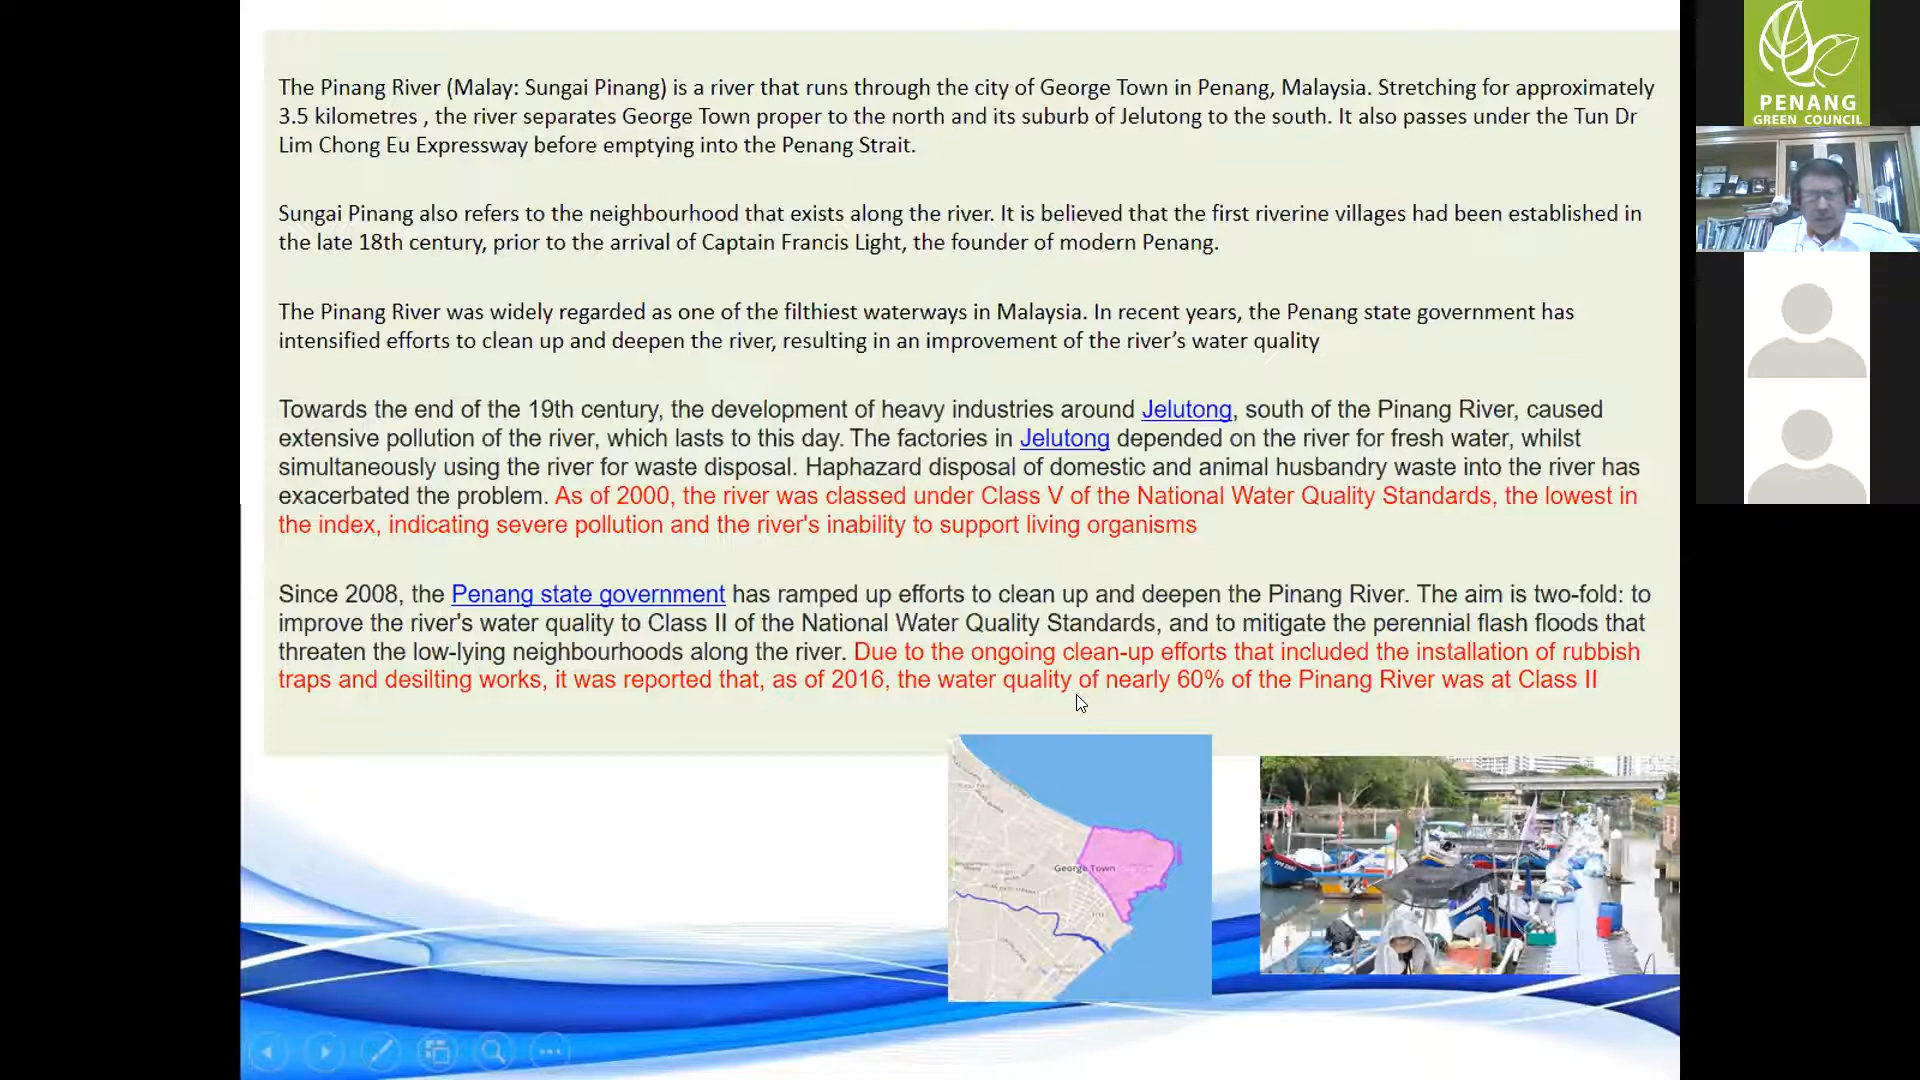 The Pinang River (Malay: Sungai Pinang) is a river that runs through the city of George Town in Penang, Malaysia. Stretching for approximately
3.5 kilometres , the river separates George Town proper to the north and its suburb of Jelutong to the south. It also passes under the Tun Dr
Lim Chong Eu Expressway before emptying into the Penang Strait.
Sungai Pinang also refers to the neighbourhood that exists along the river. It is believed that the first riverine villages had been established in
the late 18th century, prior to the arrival of Captain Francis Light, the founder of modern Penang.
The Pinang River was widely regarded as one of the filthiest waterways in Malaysia. In recent years, the Penang state government has
intensified efforts to clean up and deepen the river, resulting in an improvement of the river’s water quality
Towards the end of the 19th century, the development of heavy industries around Jelutong, south of the Pinang River, caused
extensive pollution of the river, which lasts to this day. The factories in Jelutong depended on the river for fresh water, whilst
simultaneously using the river for waste disposal. Haphazard disposal of domestic and animal husbandry waste into the river has
exacerbated the problem. As of 2000, the river was classed under Class V of the National Water Quality Standards, the lowest in
the index, indicating severe pollution and the river's inability to support living organisms
Since 2008, the Penang state government has ramped up efforts to clean up and deepen the Pinang River. The aim is two-fold: to
improve the river's water quality to Class II of the National Water Quality Standards, and to mitigate the perennial flash floods that
threaten the low-lying neighbourhoods along the river. Due to the ongoing clean-up efforts that included the installation of rubbish
traps and desilting works, it was reported that, as of 2016, the water quality of nearly 60% of the Pinang River was at Class II
George Town
PENANG
GREEN COUNCIL